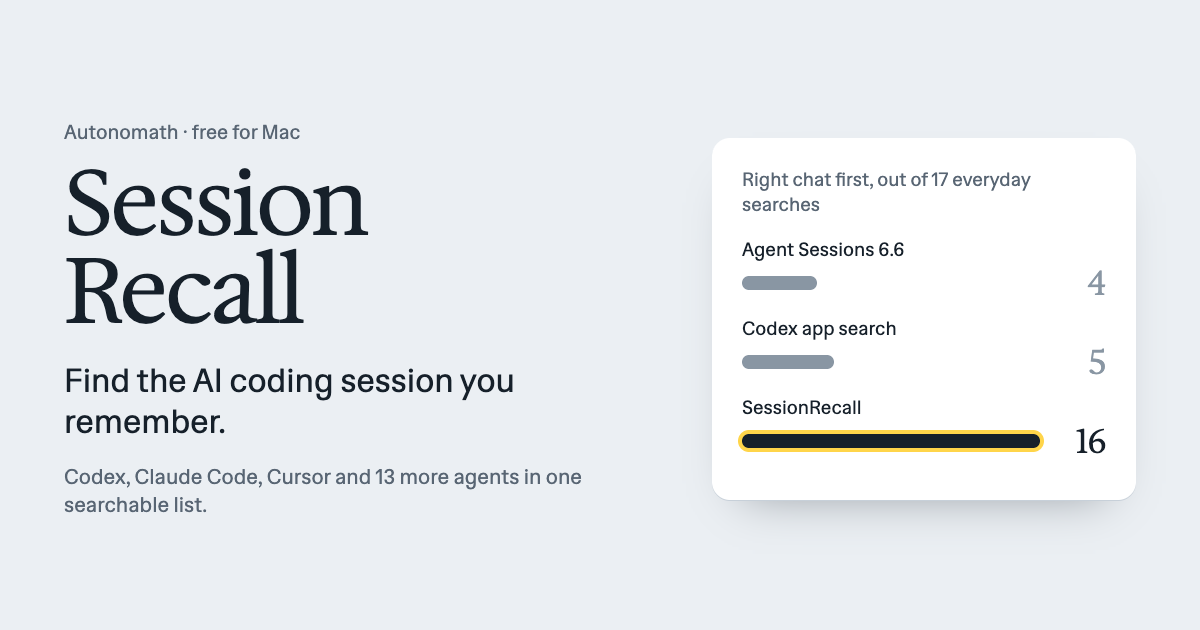 Autonomath · free for Mac
Session
Recall
Find the AI coding session you
remember.
Codex, Claude Code, Cursor and 13 more agents in one
searchable list.
Right chat first, out of 17 everyday
searches
Agent Sessions 6.6
4
Codex app search
5
SessionRecall
16